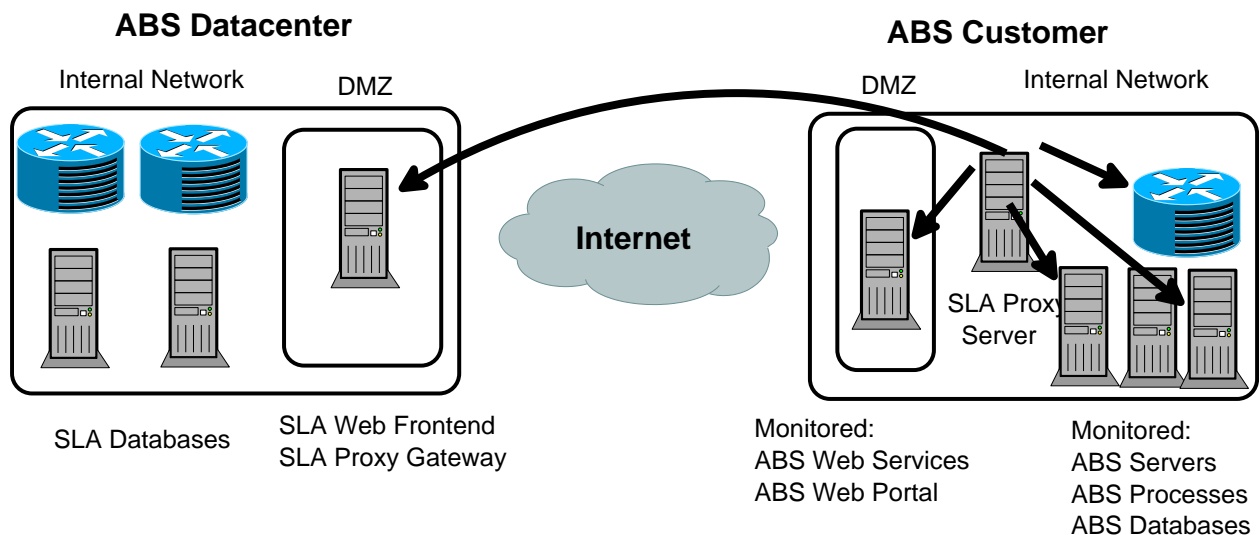 ABS Datacenter
ABS Customer
Internal Network
DMZ
DMZ
Internal Network
Internet
SLA Proxy
Server
SLA Databases
SLA Web Frontend
SLA Proxy Gateway
Monitored:
ABS Web Services
ABS Web Portal
Monitored:
ABS Servers
ABS Processes
ABS Databases